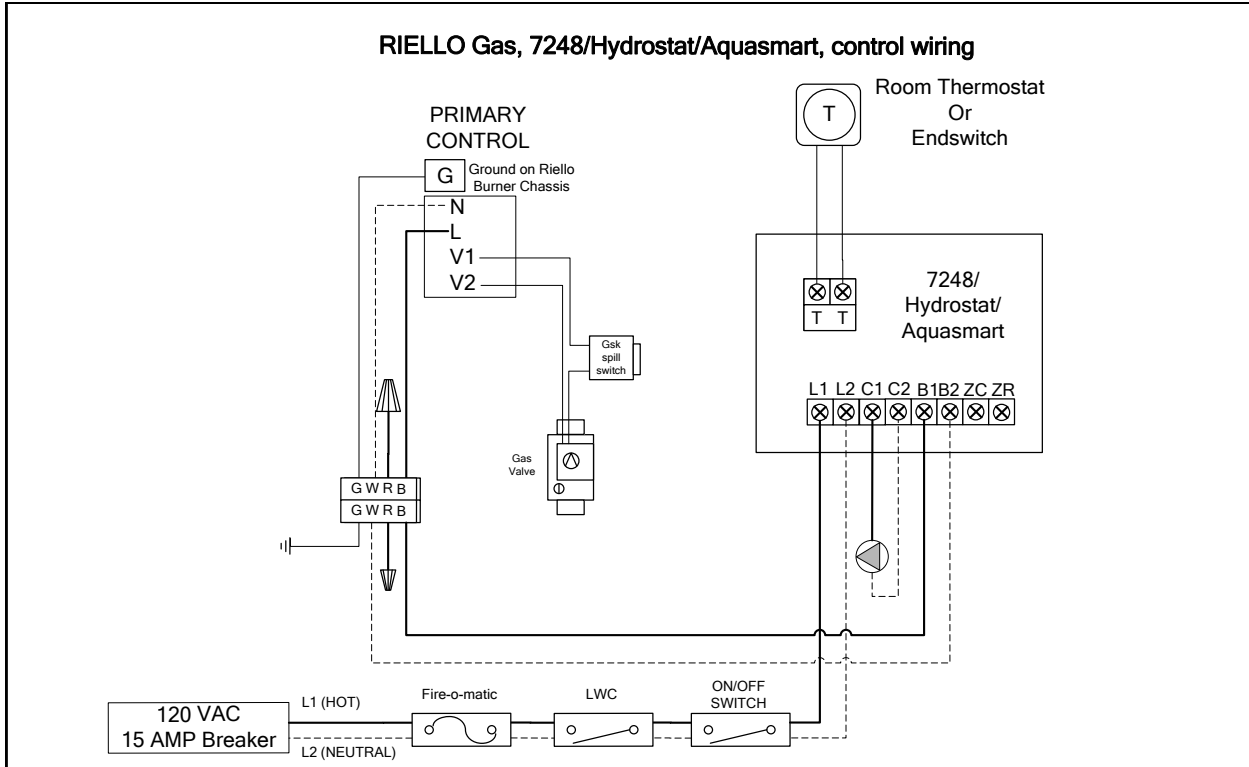 RIELLO Gas, 7248/Hydrostat/Aquasmart, control wiring
Room Thermostat
Or
Endswitch
T
PRIMARY
CONTROL
G
Ground on Riello
Burner Chassis
N
L
V1
V2
7248/
Hydrostat/
Aquasmart
T T
Gsk
spill
switch
L1 L2 C1 C2 B1 B2 ZC ZR
Gas
Valve
G W R B
G W R B
120 VAC
15 AMP Breaker
L1 (HOT)
L2 (NEUTRAL)
Fire-o-matic
LWC
ON/OFF
SWITCH